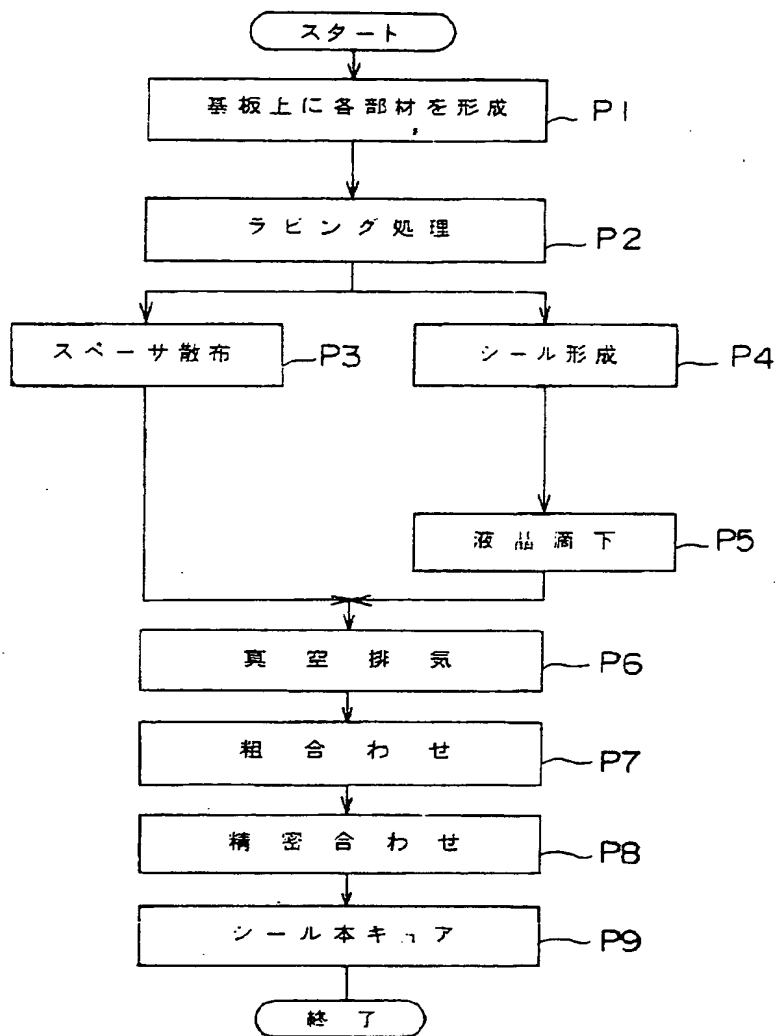 スタート
基板上に各部材を形成
P1
ラビング処理
P2
スペーサ散布
P3
シール形成
P4
液晶滴下
P5
真空排気
P6
粗合わせ
P7
精密合わせ
P8
シール本キュア
P9
終了